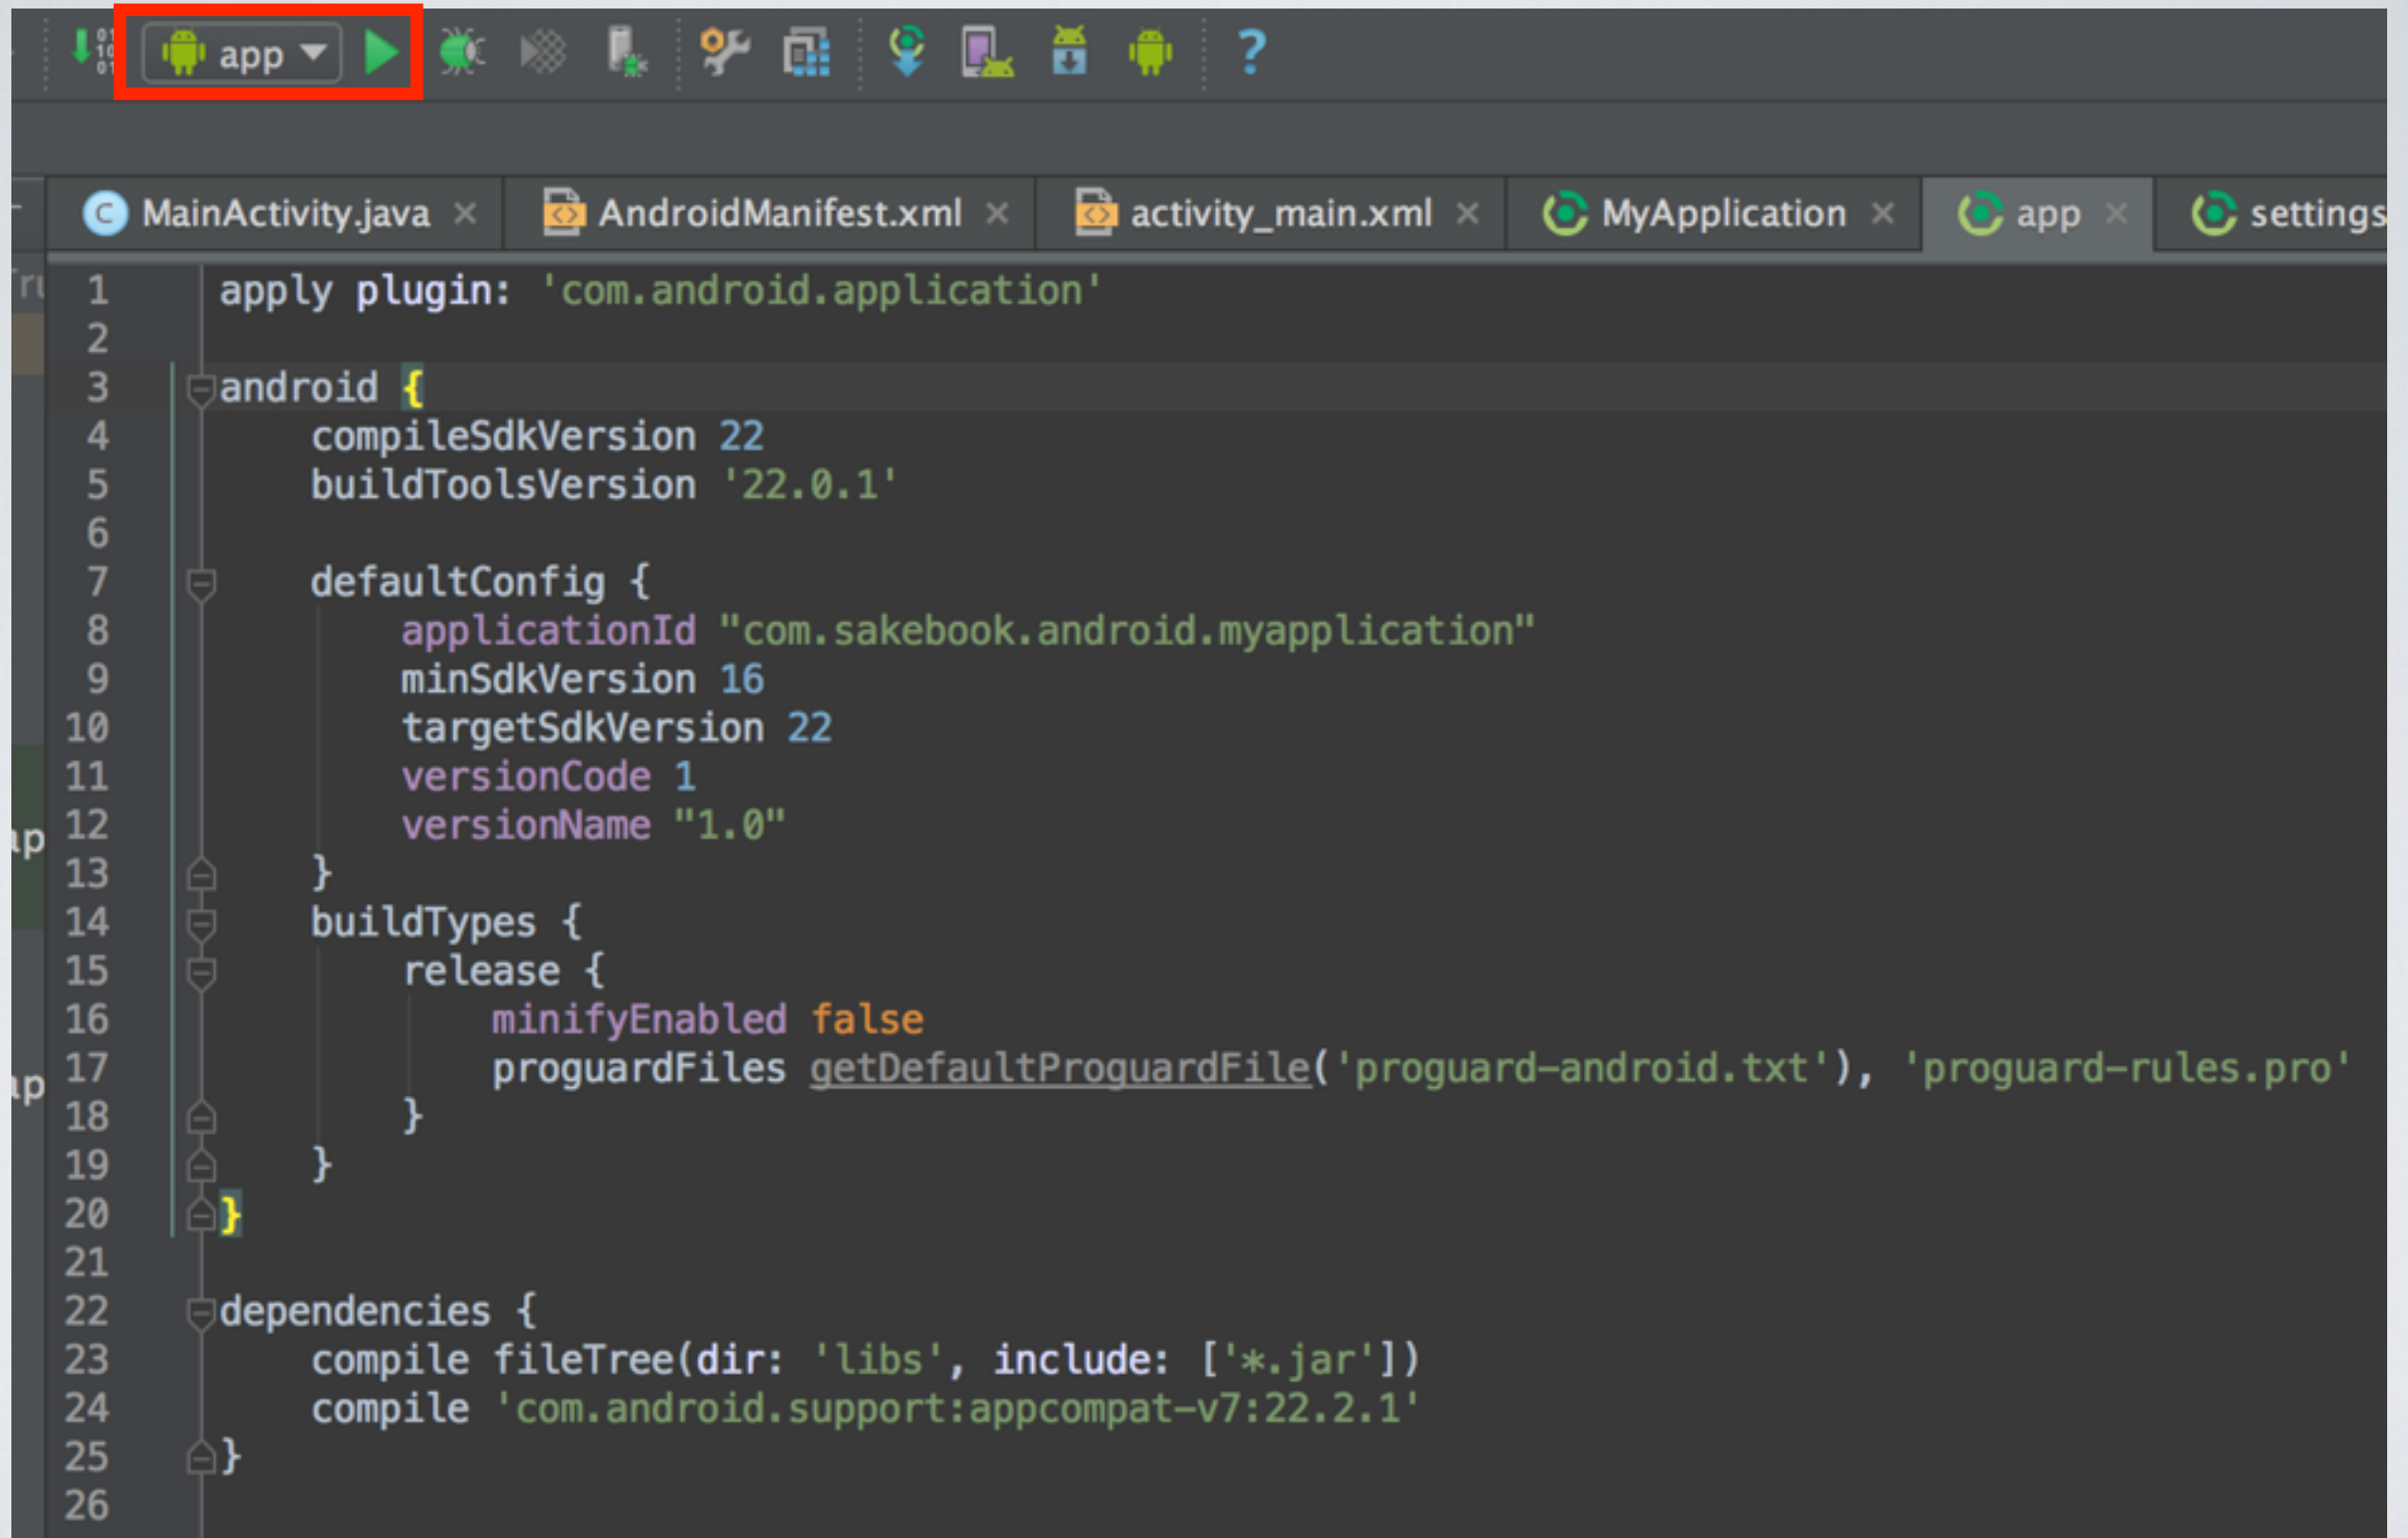 app
MainActivity.java AndroidManifest.xml activity_main.xml MyApplication app settings
1 apply plugin: 'com.android.application'
2
3 android {
4 compileSdkVersion 22
5 buildToolsVersion '22.0.1'
6
7 defaultConfig {
8 applicationId "com.sakebook.android.myapplication"
9 minSdkVersion 16
10 targetSdkVersion 22
11 versionCode 1
12 versionName "1.0"
13 }
14 buildTypes {
15 release {
16 minifyEnabled false
17 proguardFiles getDefaultProguardFile('proguard-android.txt'), 'proguard-rules.pro'
18 }
19 }
20 }
21
22 dependencies {
23 compile fileTree(dir: 'libs', include: ['*.jar'])
24 compile 'com.android.support:appcompat-v7:22.2.1'
25 }
26